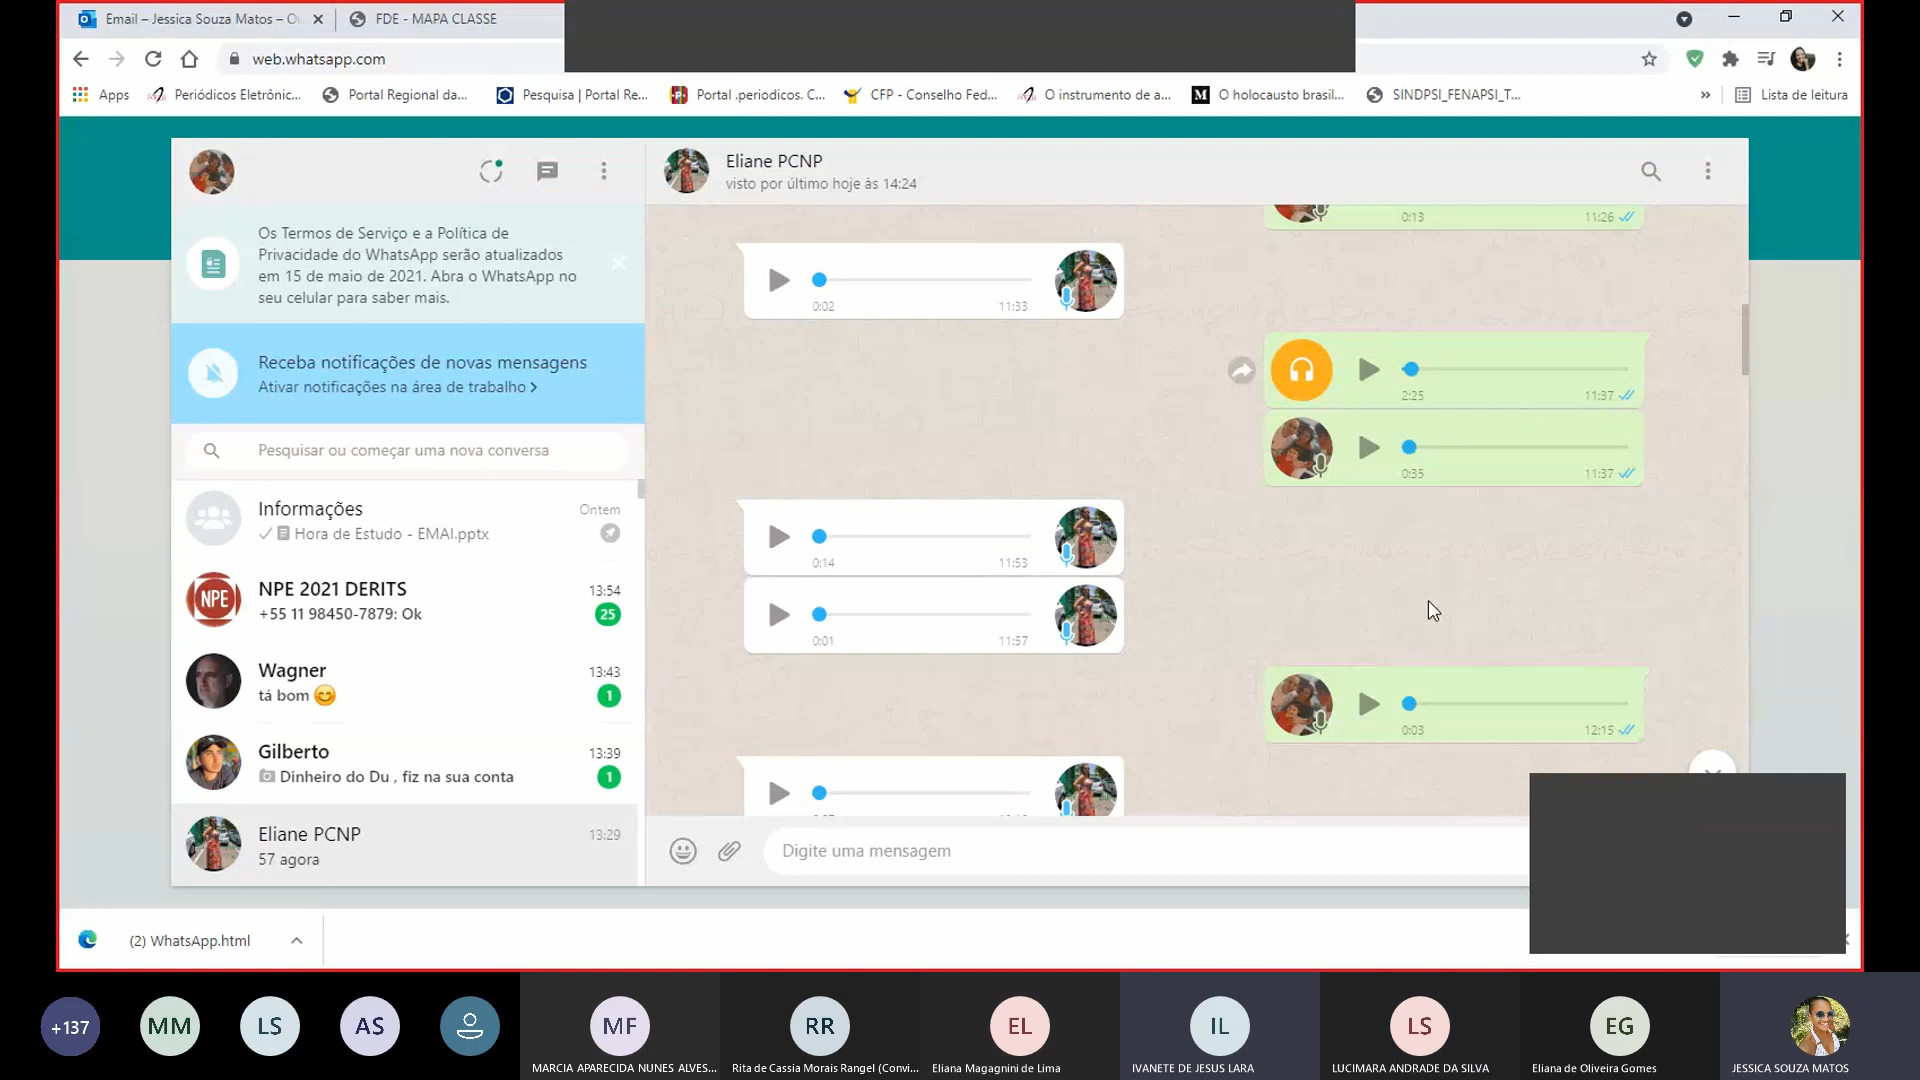 Email – Jessica Souza Matos – O
FDE - MAPA CLASSE
web.whatsapp.com
Apps
Periódicos Eletrônic...
Portal Regional da...
Pesquisa | Portal Re...
Portal .periodicos. C...
CFP - Conselho Fed...
O instrumento de a...
M
O holocausto brasil...
SINDPSI_FENAPSI_T...
»
Lista de leitura
Os Termos de Serviço e a Política de
Privacidade do WhatsApp serão atualizados
em 15 de maio de 2021. Abra o WhatsApp no
seu celular para saber mais.
Receba notificações de novas mensagens
Ativar notificações na área de trabalho >
Pesquisar ou começar uma nova conversa
Informações
Ontem
Hora de Estudo - EMAI.pptx
NPE
NPE 2021 DERITS
13:54
+55 11 98450-7879: Ok
25
Wagner
13:43
tá bom 😊
1
Gilberto
13:39
Dinheiro do Du , fiz na sua conta
1
Eliane PCNP
13:29
57 agora
Eliane PCNP
visto por último hoje às 14:24
0:13
11:26
0:02
11:33
2:25
11:37
0:35
11:37
0:14
11:53
0:01
11:57
0:03
12:15
Digite uma mensagem
(2) WhatsApp.html
+137
MM
LS
AS
MF
MARCIA APARECIDA NUNES ALVES...
RR
Rita de Cassia Morais Rangel (Convi...
EL
Eliana Magagnini de Lima
IL
IVANETE DE JESUS LARA
LS
LUCIMARA ANDRADE DA SILVA
EG
Eliana de Oliveira Gomes
JESSICA SOUZA MATOS